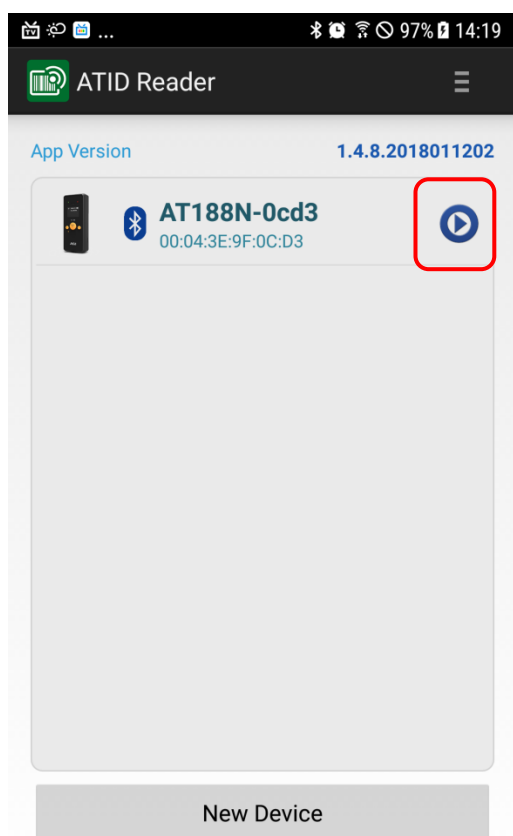 ... 97% 14:19
ATID Reader
App Version 1.4.8.2018011202
AT188N-0cd3
00:04:3E:9F:0C:D3
New Device